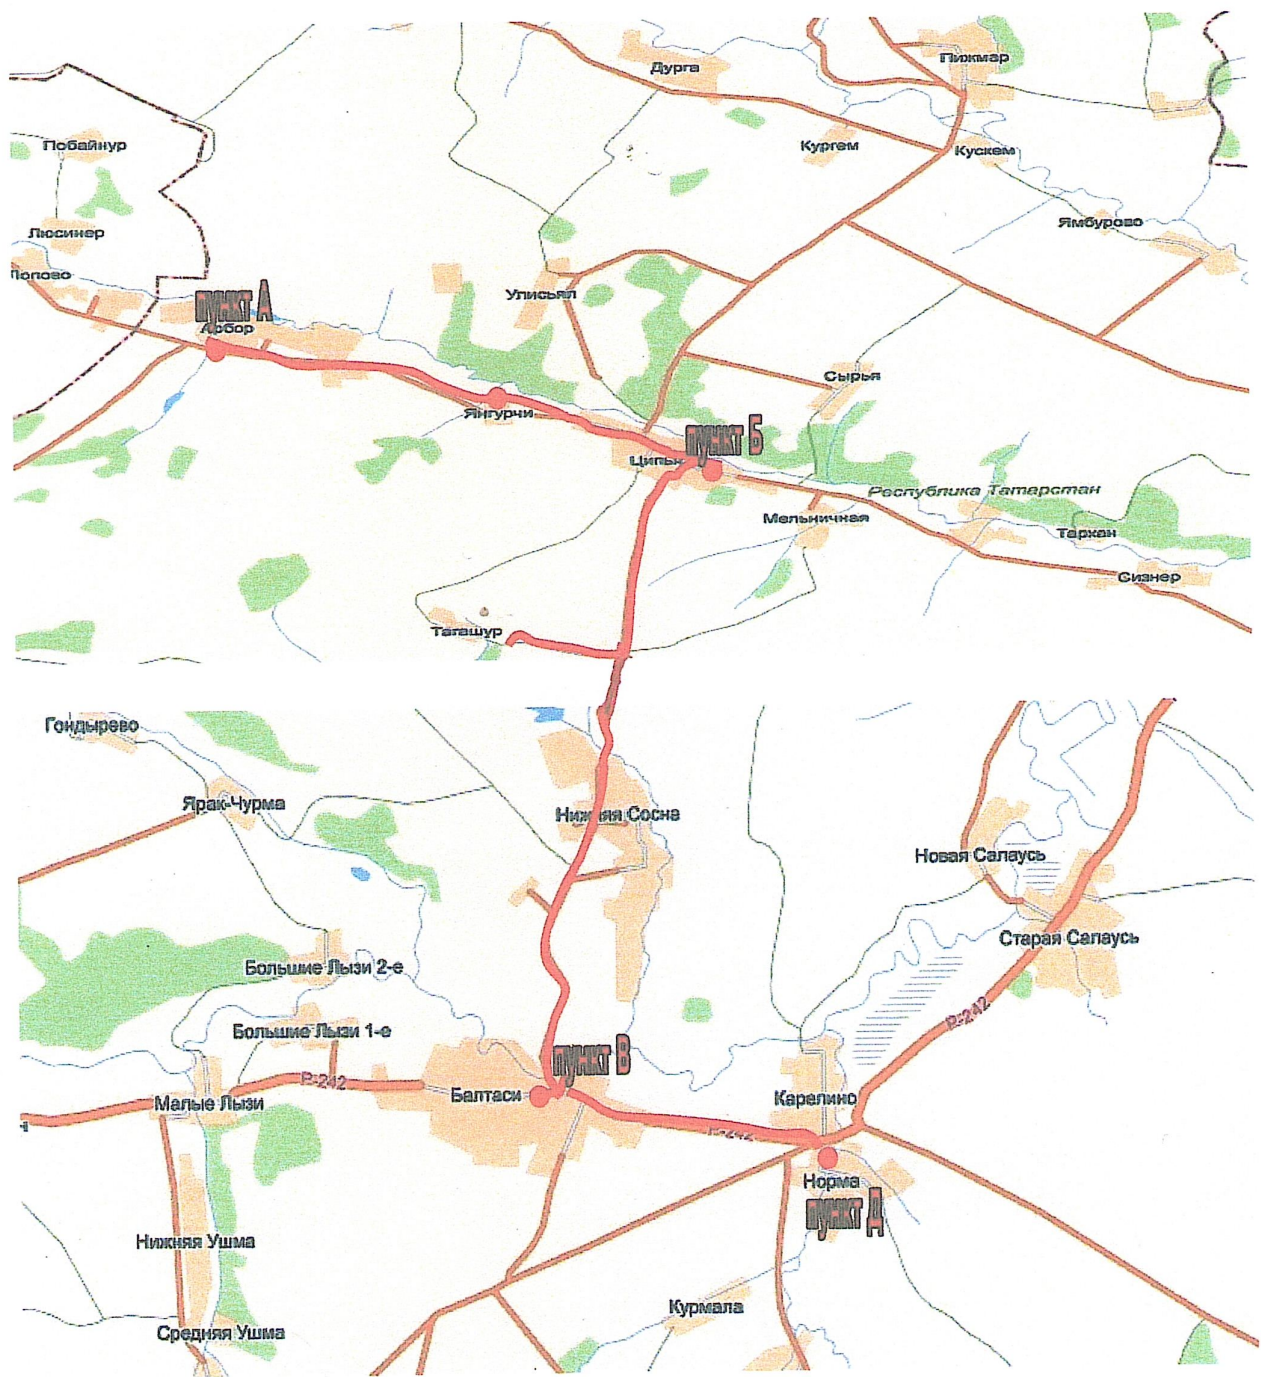 Дурга
Пижмар
Побайнур
Кургем
Кускем
Люсинер
Ямбурово
Лопово
Улисьял
пункт А
Арбор
Сырья
Янгурчи
пункт Б
Ципья
Республика Татарстан
Мельничная
Тархан
Сизнер
Тагашур
Гондырево
Ярак-Чурма
Нижняя Сосна
Новая Салаусь
Старая Салаусь
Большие Лызи 2-е
Р-242
Большие Лызи 1-е
пункт В
Р-242
Малые Лызи
Балтаси
Карелино
Р-242
Норма
пункт Д
Нижняя Ушма
Курмала
Средняя Ушма